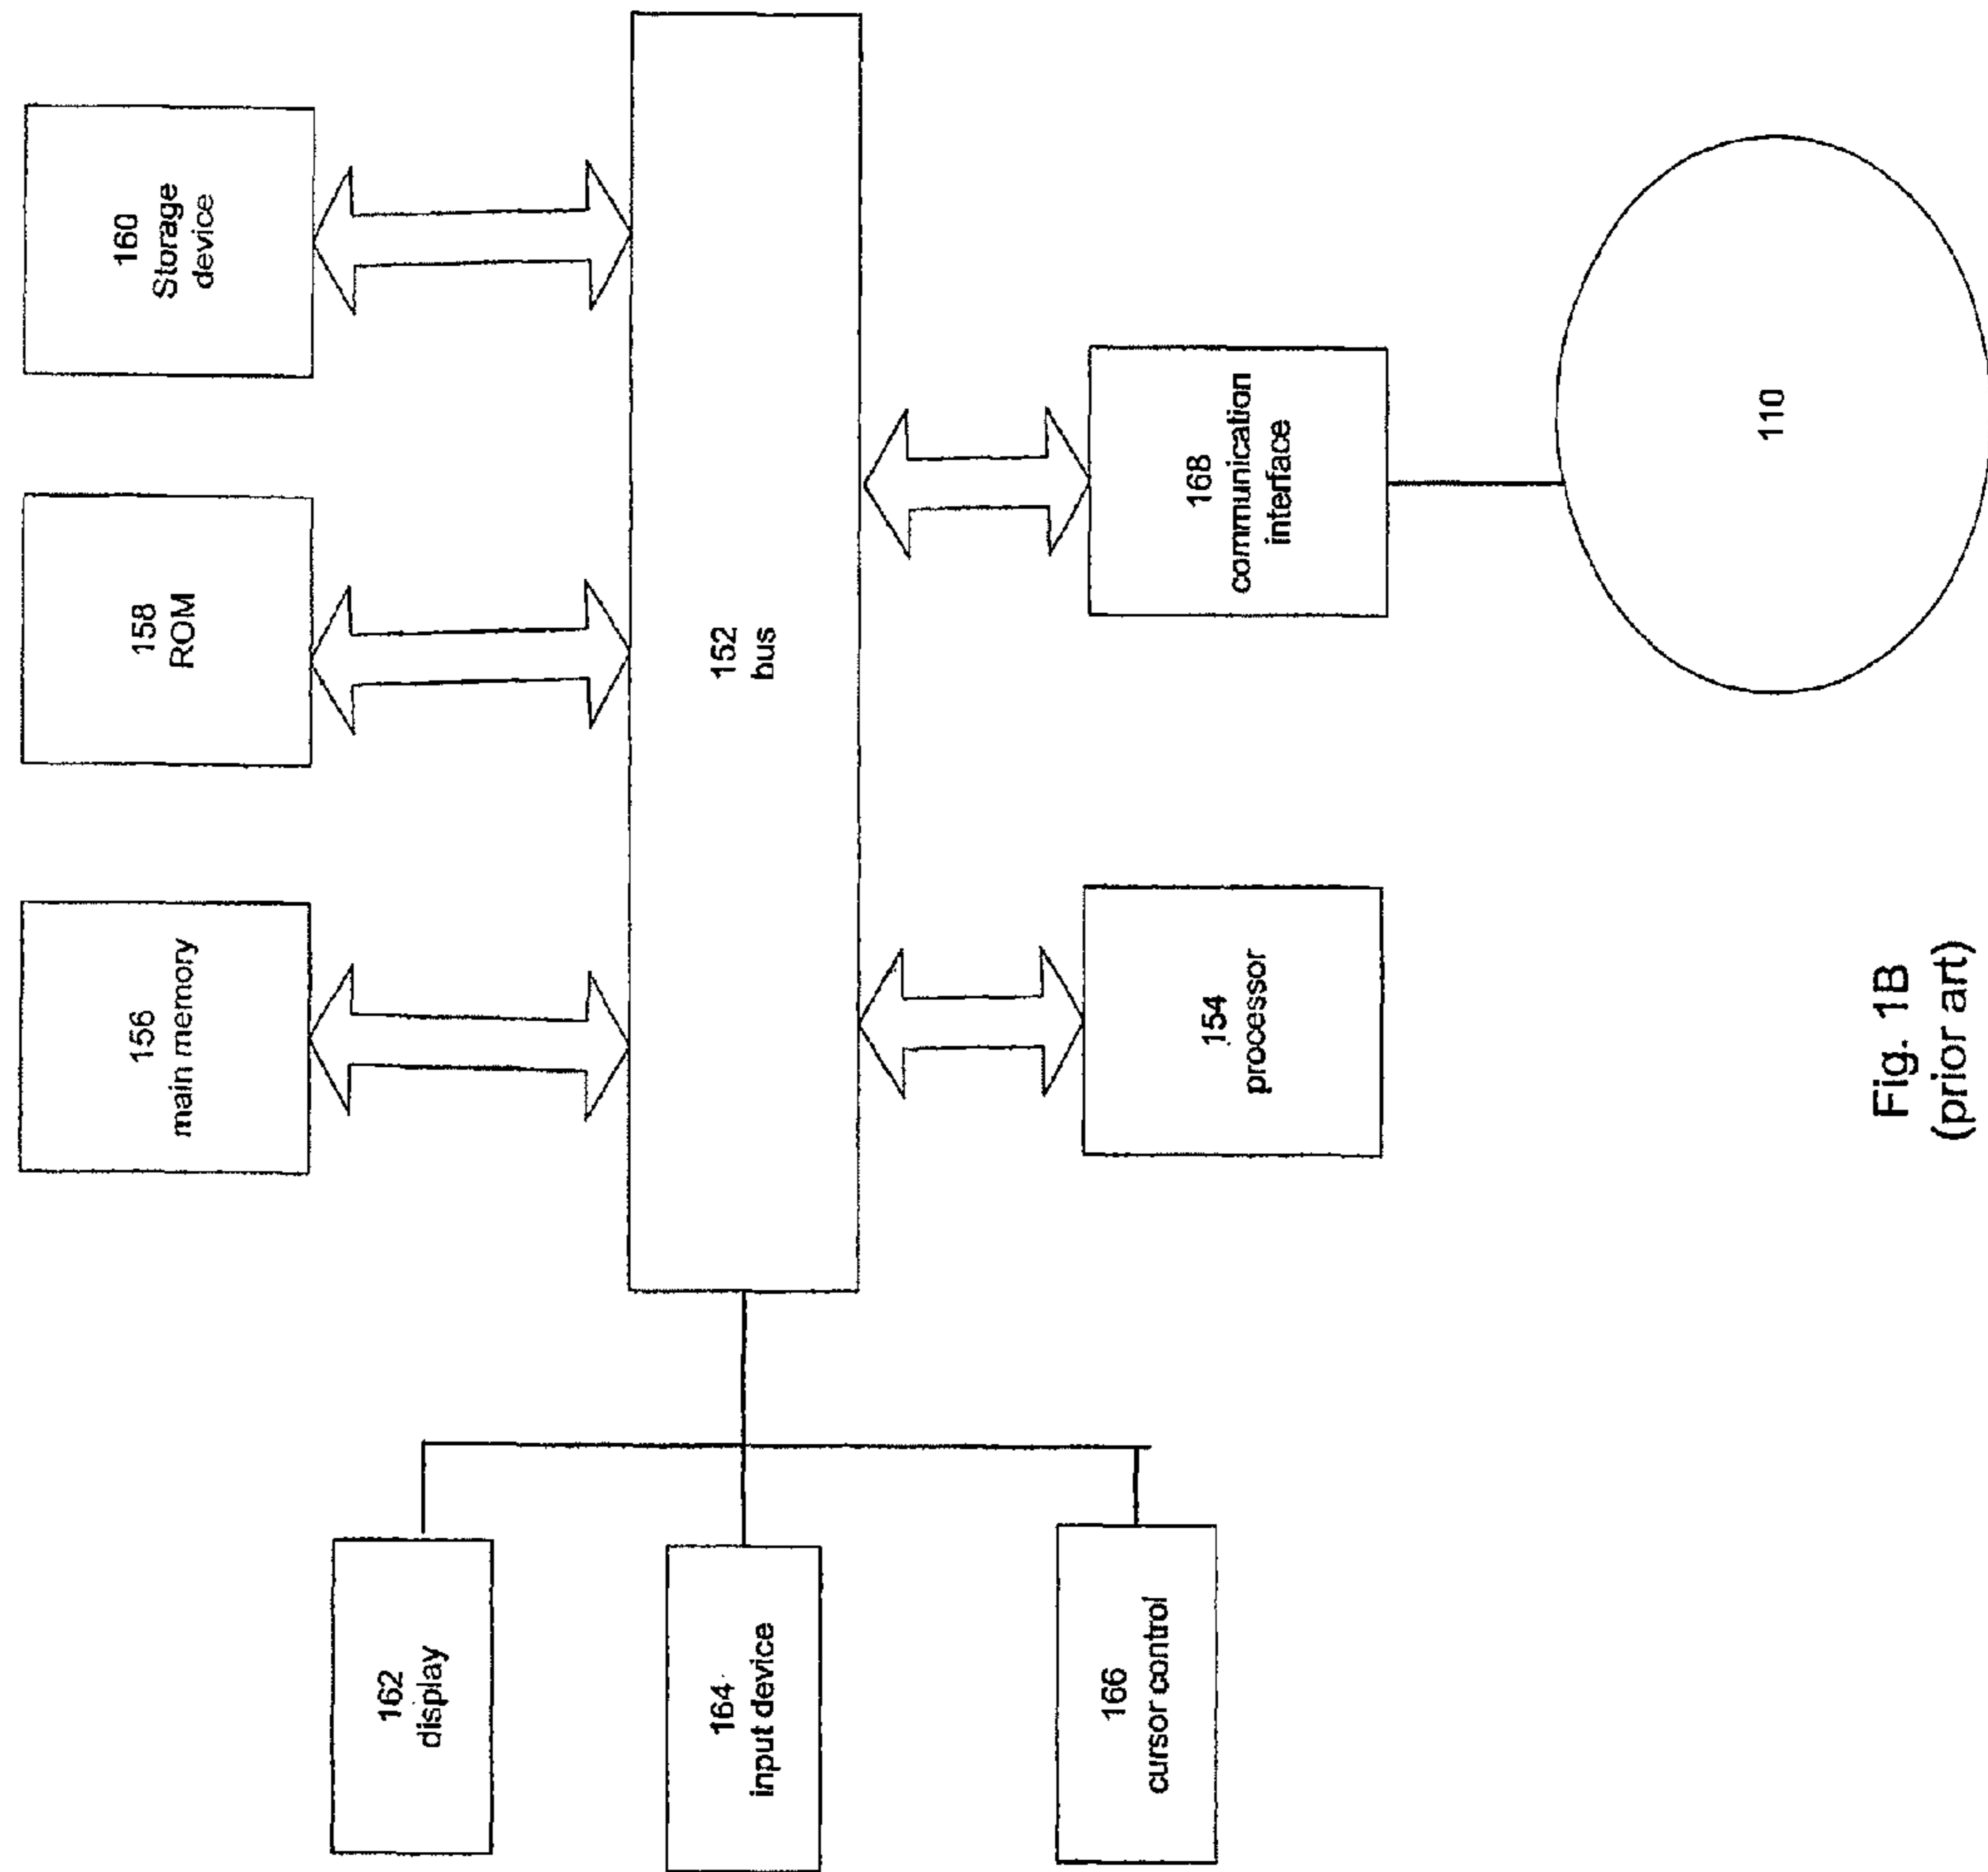 156
main memory
158
ROM
160
Storage
device
162
display
164
input device
166
cursor control
152
bus
154
processor
168
communication
interface
110
Fig. 1B
(prior art)